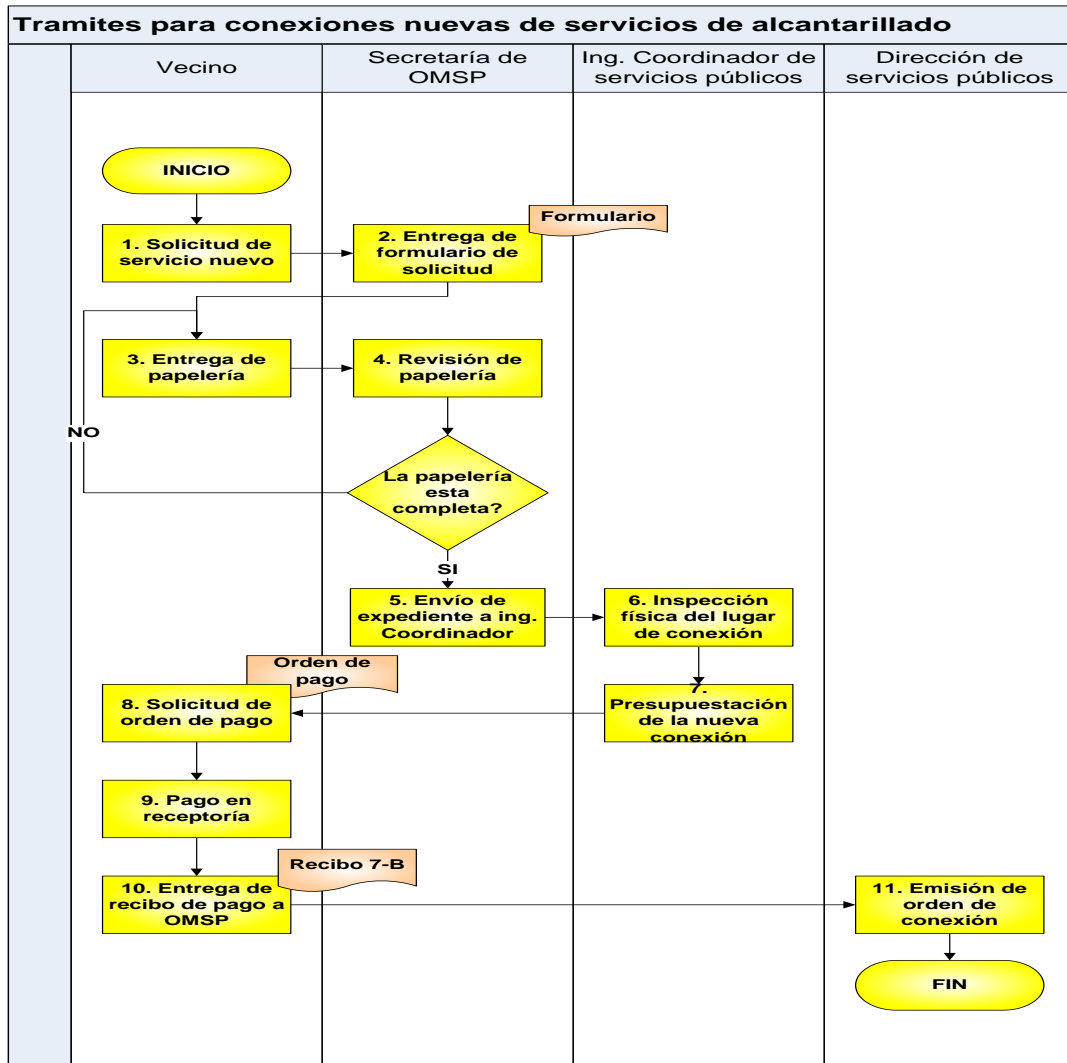 Tramites para conexiones nuevas de servicios de alcantarillado
Vecino
Secretaría de
OMSP
Ing. Coordinador de
servicios públicos
Dirección de
servicios públicos
INICIO
1. Solicitud de
servicio nuevo
2. Entrega de
formulario de
solicitud
Formulario
3. Entrega de
papelería
4. Revisión de
papelería
NO
La papelería
esta
completa?
SI
5. Envío de
expediente a ing.
Coordinador
6. Inspección
física del lugar
de conexión
7.
Presupuestación
de la nueva
conexión
Orden de
pago
8. Solicitud de
orden de pago
9. Pago en
receptoría
Recibo 7-B
10. Entrega de
recibo de pago a
OMSP
11. Emisión de
orden de
conexión
FIN